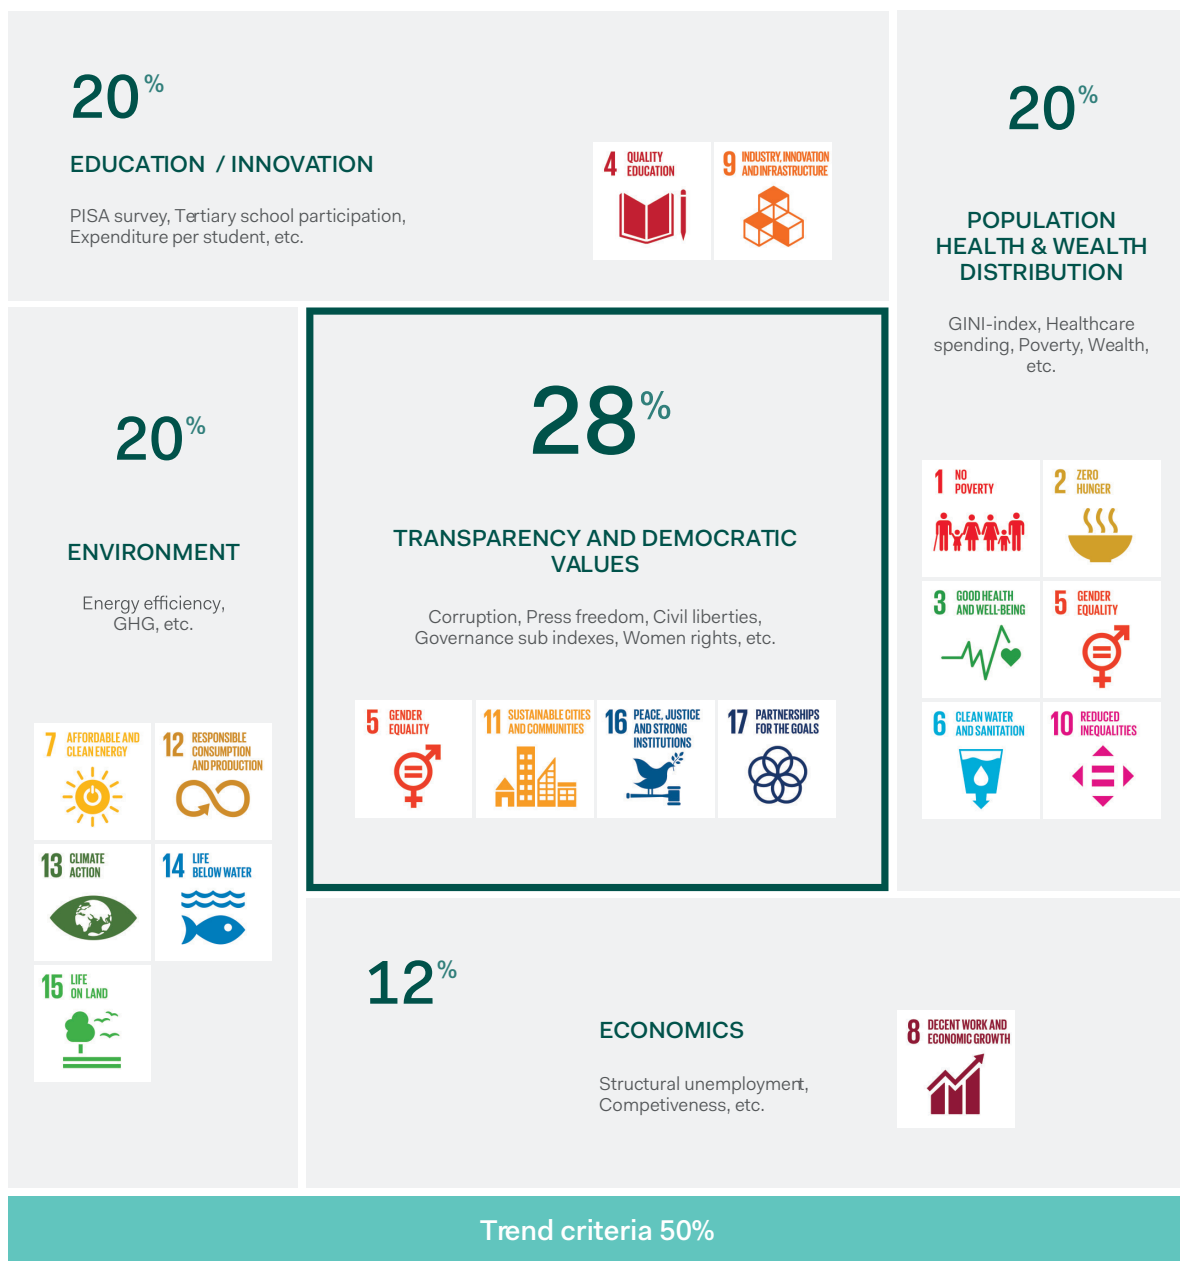 20%
EDUCATION / INNOVATION
PISA survey, Tertiary school participation,
Expenditure per student, etc.
4 QUALITY
EDUCATION
9 INDUSTRY, INNOVATION
AND INFRASTRUCTURE
20%
POPULATION
HEALTH & WEALTH
DISTRIBUTION
GINI-index, Healthcare
spending, Poverty, Wealth,
etc.
1 NO
POVERTY
2 ZERO
HUNGER
3 GOOD HEALTH
AND WELL-BEING
5 GENDER
EQUALITY
6 CLEAN WATER
AND SANITATION
10 REDUCED
INEQUALITIES
20%
ENVIRONMENT
Energy efficiency,
GHG, etc.
7 AFFORDABLE AND
CLEAN ENERGY
12 RESPONSIBLE
CONSUMPTION
AND PRODUCTION
13 CLIMATE
ACTION
14 LIFE
BELOW WATER
15 LIFE
ON LAND
28%
TRANSPARENCY AND DEMOCRATIC
VALUES
Corruption, Press freedom, Civil liberties,
Governance sub indexes, Women rights, etc.
5 GENDER
EQUALITY
11 SUSTAINABLE CITIES
AND COMMUNITIES
16 PEACE, JUSTICE
AND STRONG
INSTITUTIONS
17 PARTNERSHIPS
FOR THE GOALS
12%
ECONOMICS
Structural unemployment,
Competiveness, etc.
8 DECENT WORK AND
ECONOMIC GROWTH
Trend criteria 50%